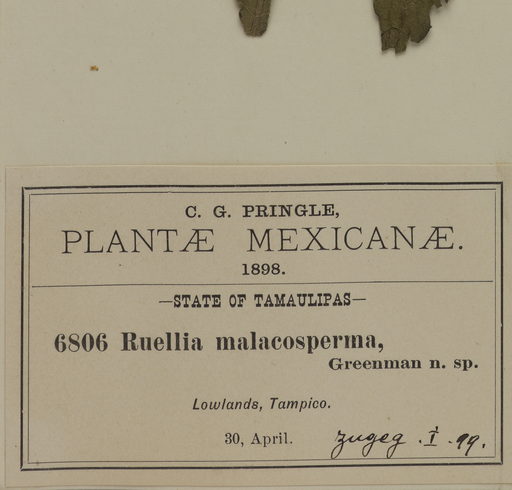 C. G. PRINGLE,
PLANTÆ MEXICANÆ.
1898.
—STATE OF TAMAULIPAS—
6806 Ruellia malacosperma,
Greenman n. sp.
Lowlands, Tampico.
30, April. zugeg. I. 99.